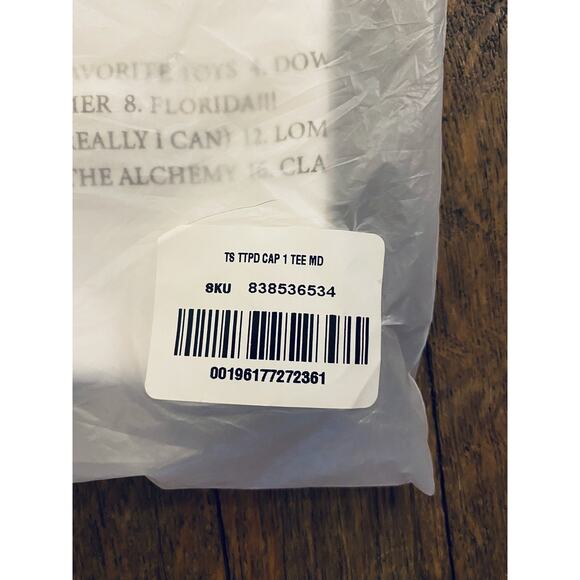 AVORITE TOYS 4. DOW
MER 8. FLORIDA!!!
REALLY I CAN) 12. LOM
THE ALCHEMY 16. CLA
TS TTPD CAP 1 TEE MD
SKU 838536534
00196177272361